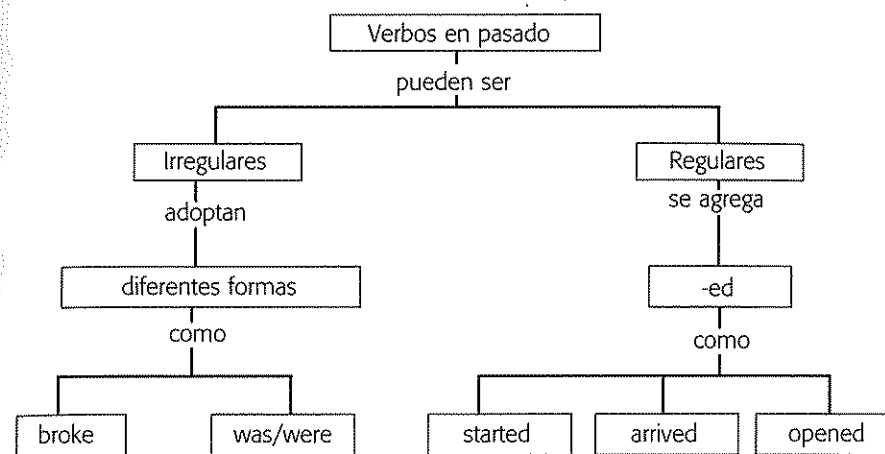 Verbos en pasado
pueden ser
Irregulares
Regulares
adoptan
se agrega
diferentes formas
-ed
como
como
broke
was/were
started
arrived
opened